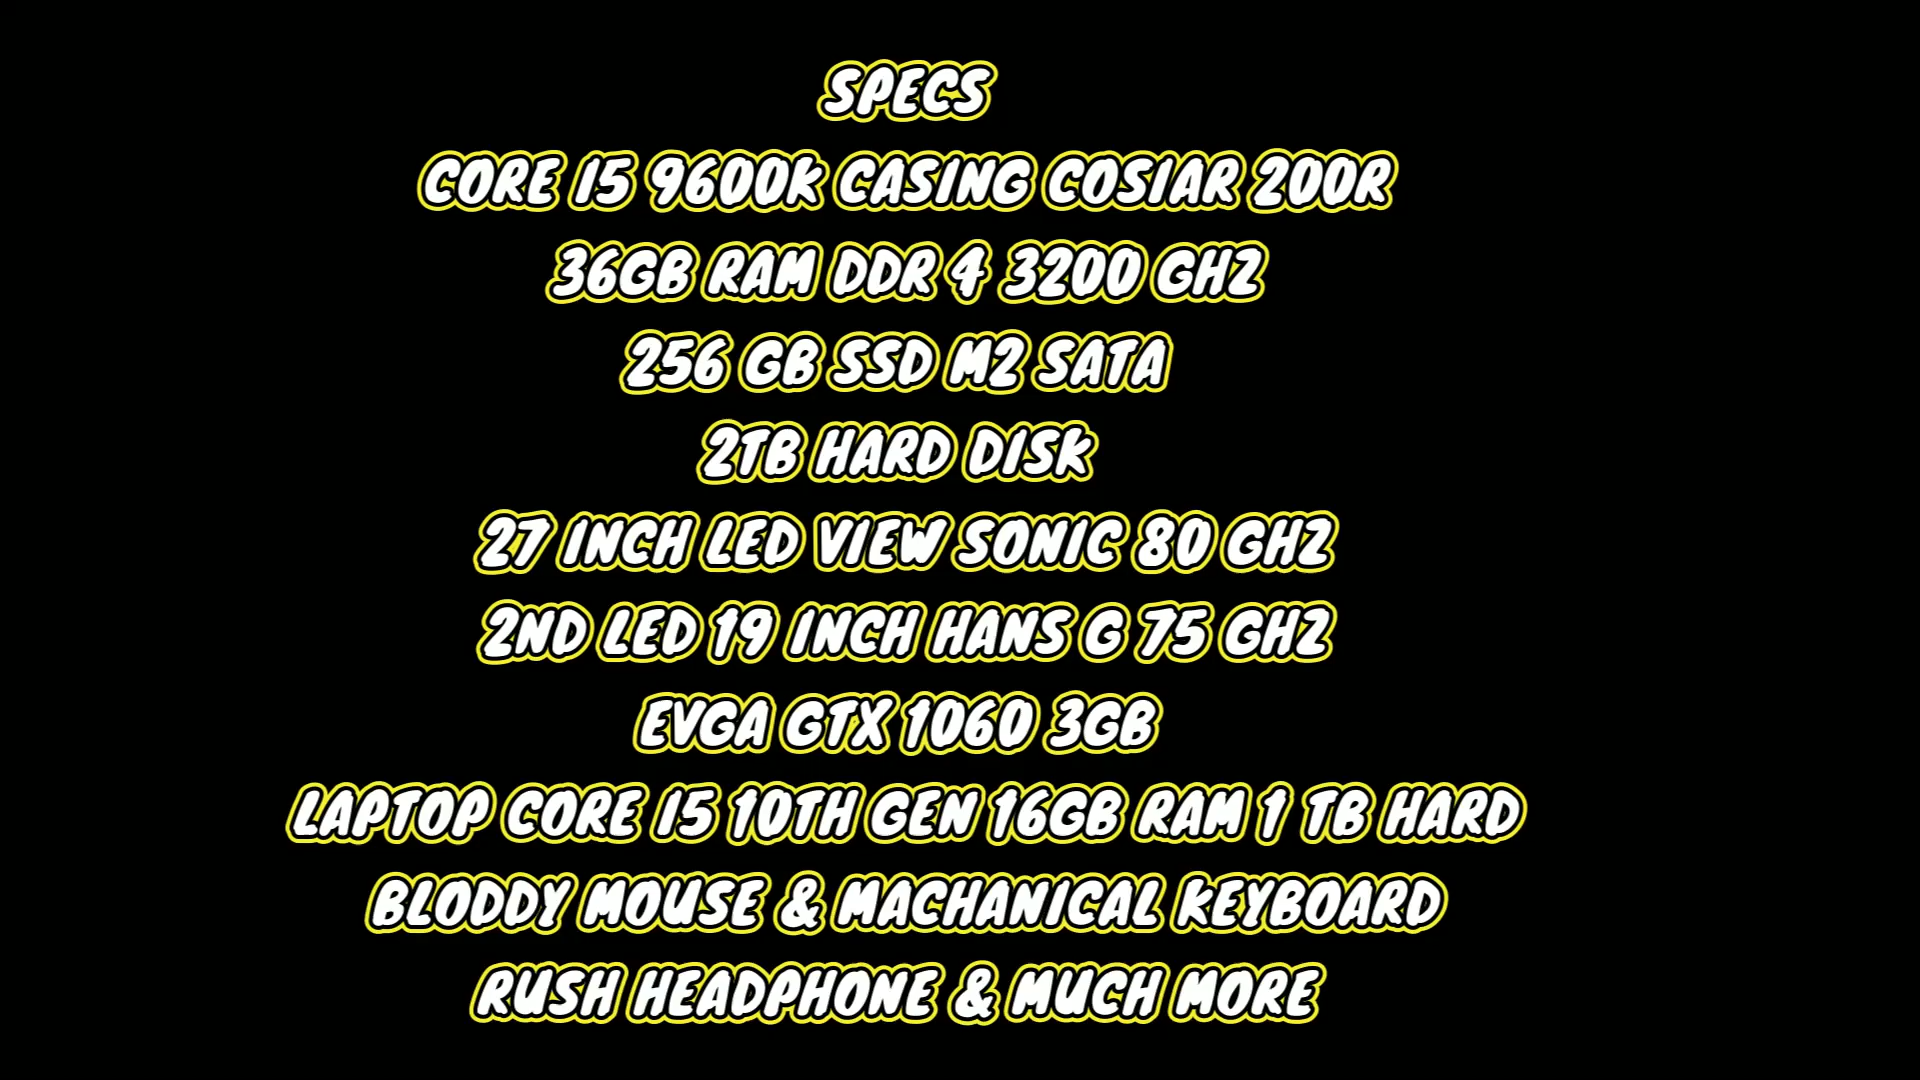 SPECS
CORE I5 9600K CASING COSIAR 200R
36GB RAM DDR 4 3200 GHZ
256 GB SSD M2 SATA
2TB HARD DISK
27 INCH LED VIEW SONIC 80 GHZ
2ND LED 19 INCH HANS G 75 GHZ
EVGA GTX 1060 3GB
LAPTOP CORE I5 10TH GEN 16GB RAM 1 TB HARD
BLODDY MOUSE & MACHANICAL KEYBOARD
RUSH HEADPHONE & MUCH MORE